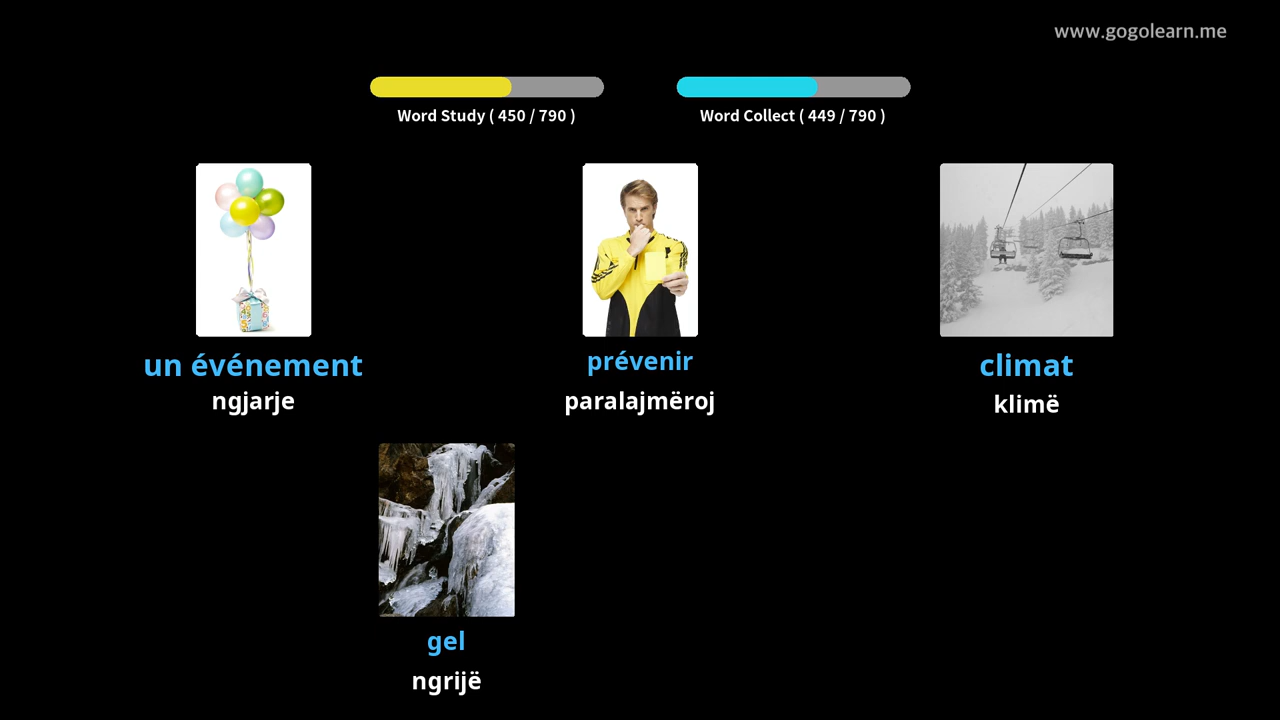 www.gogolearn.me
Word Study ( 450 / 790 )
Word Collect ( 449 / 790 )
un événement
ngjarje
prévenir
paralajmëroj
climat
klimë
gel
ngrijë